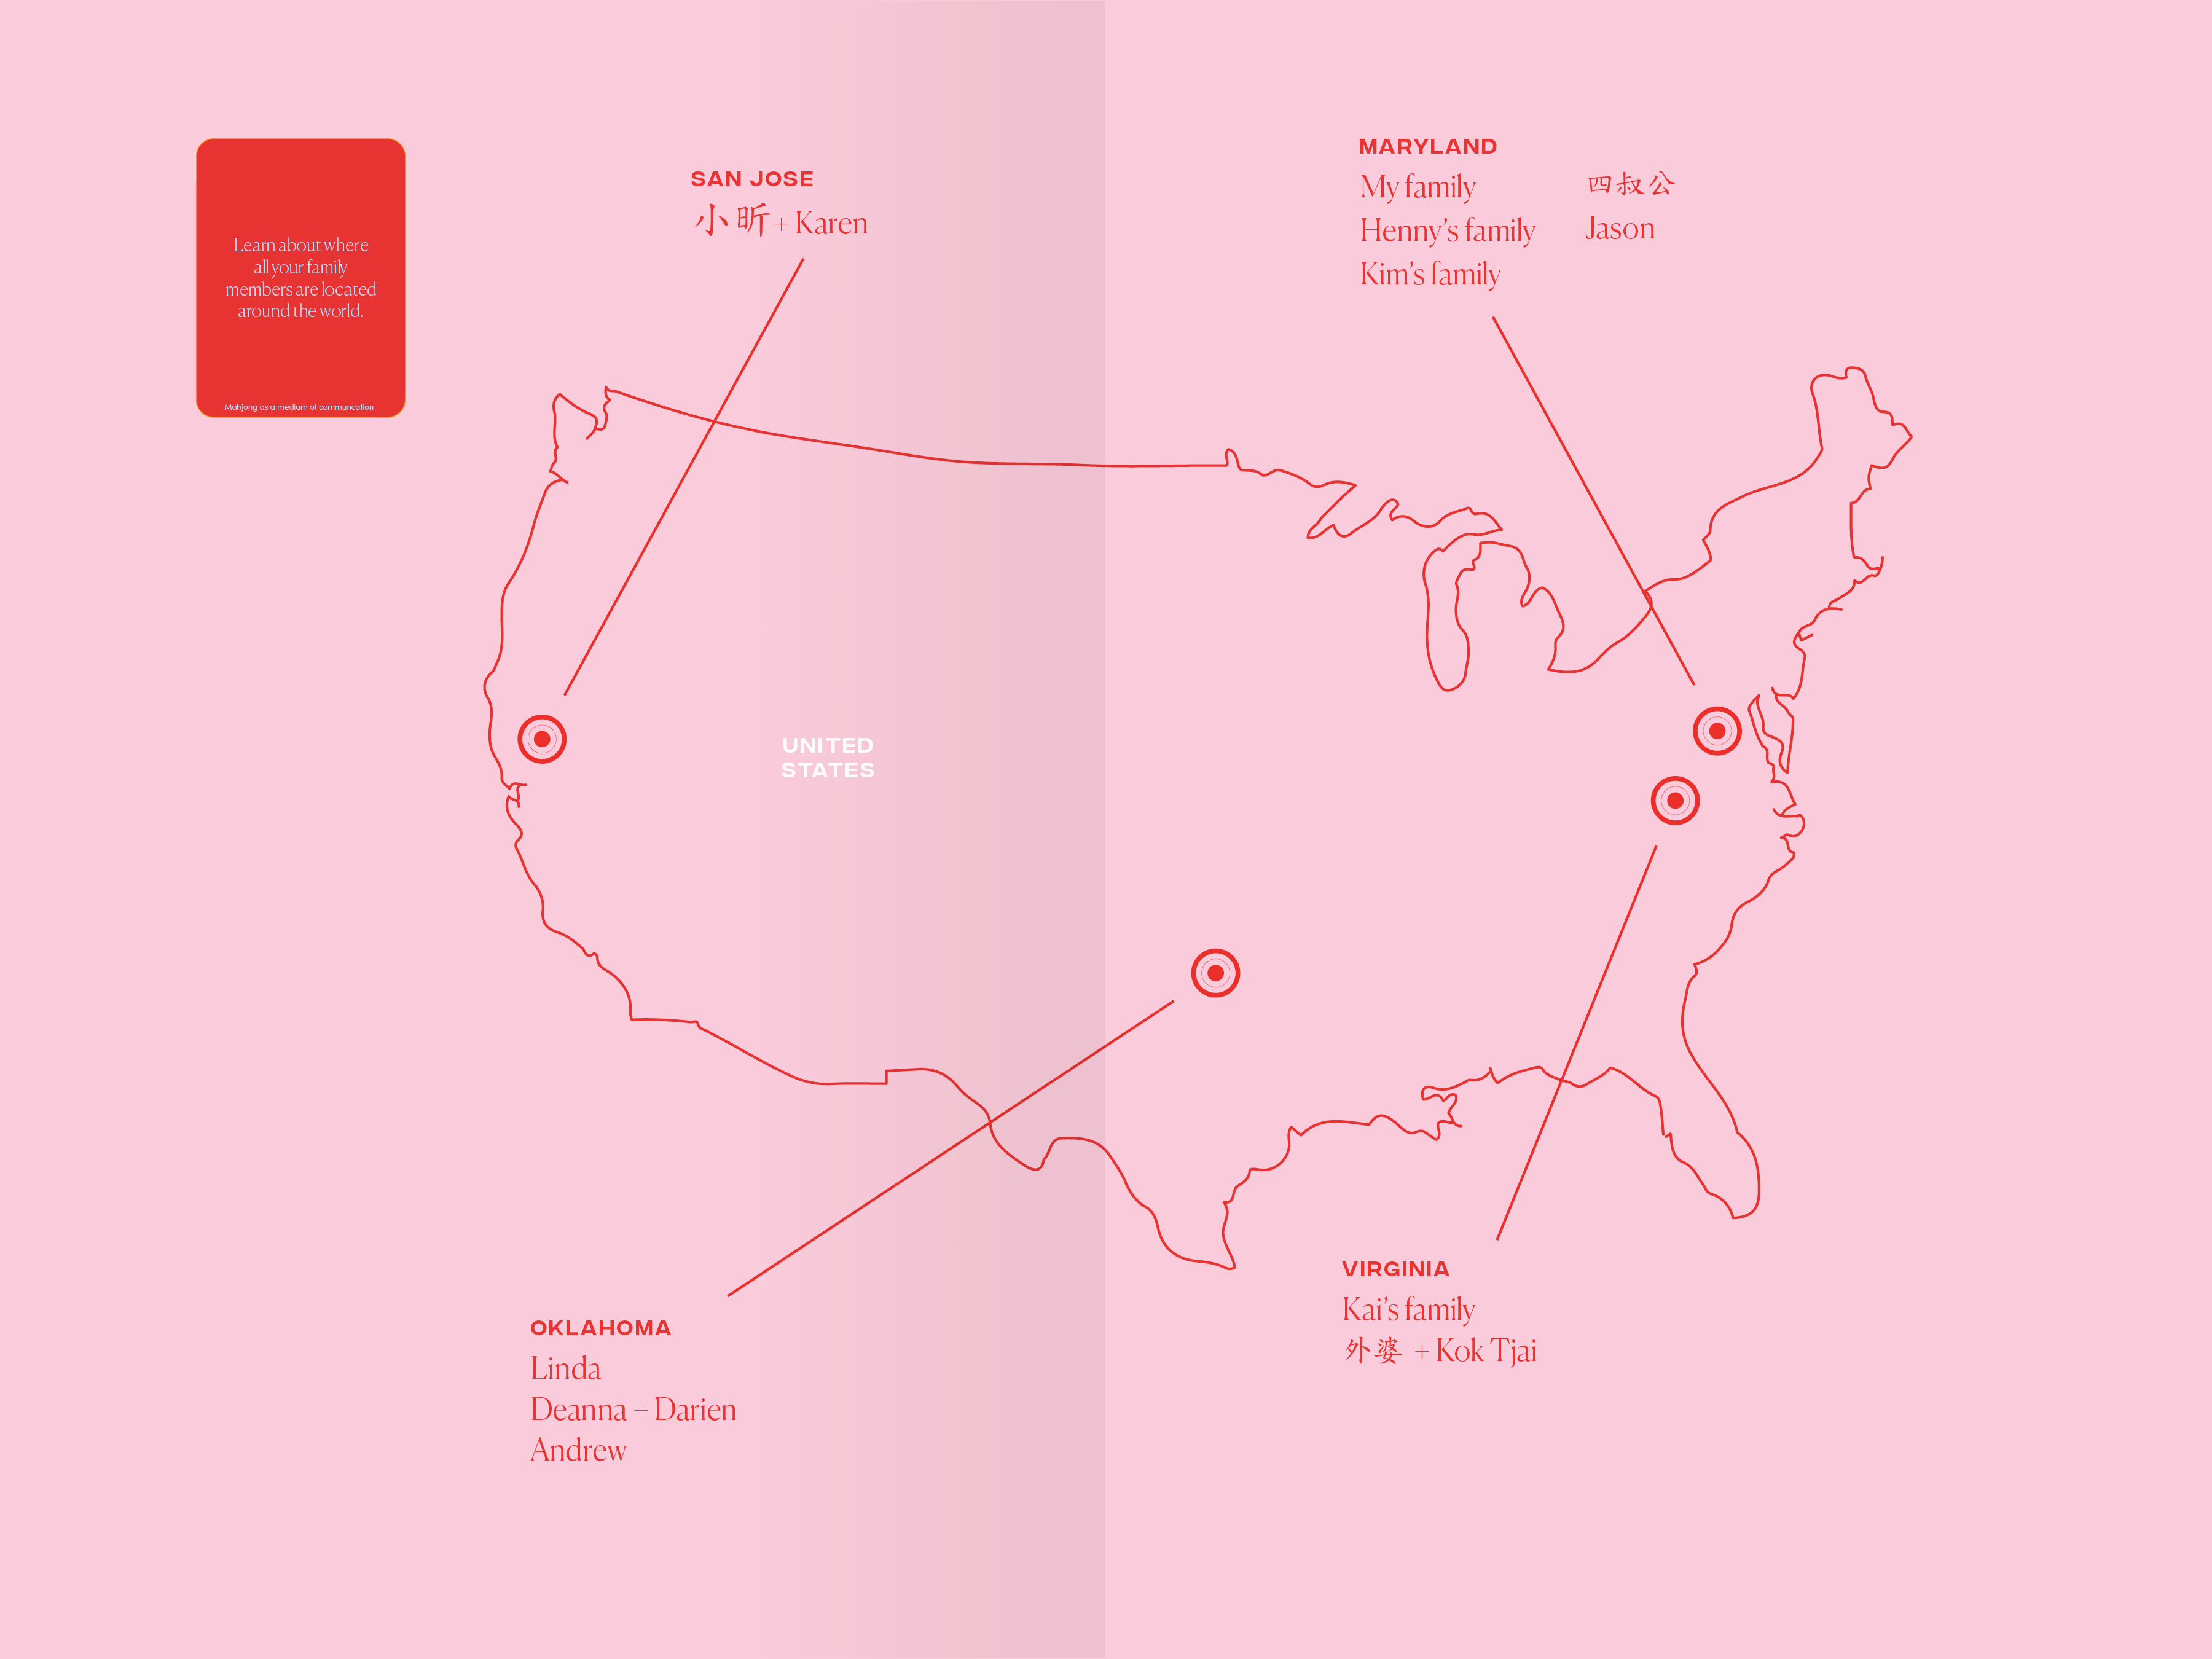 Learn about where
all your family
members are located
around the world.
Mahjong as a medium of communcation
SAN JOSE
小昕 + Karen
MARYLAND
My family
Henny's family
Kim's family
四叔公
Jason
UNITED
STATES
OKLAHOMA
Linda
Deanna + Darien
Andrew
VIRGINIA
Kai's family
外婆 + Kok Tjai